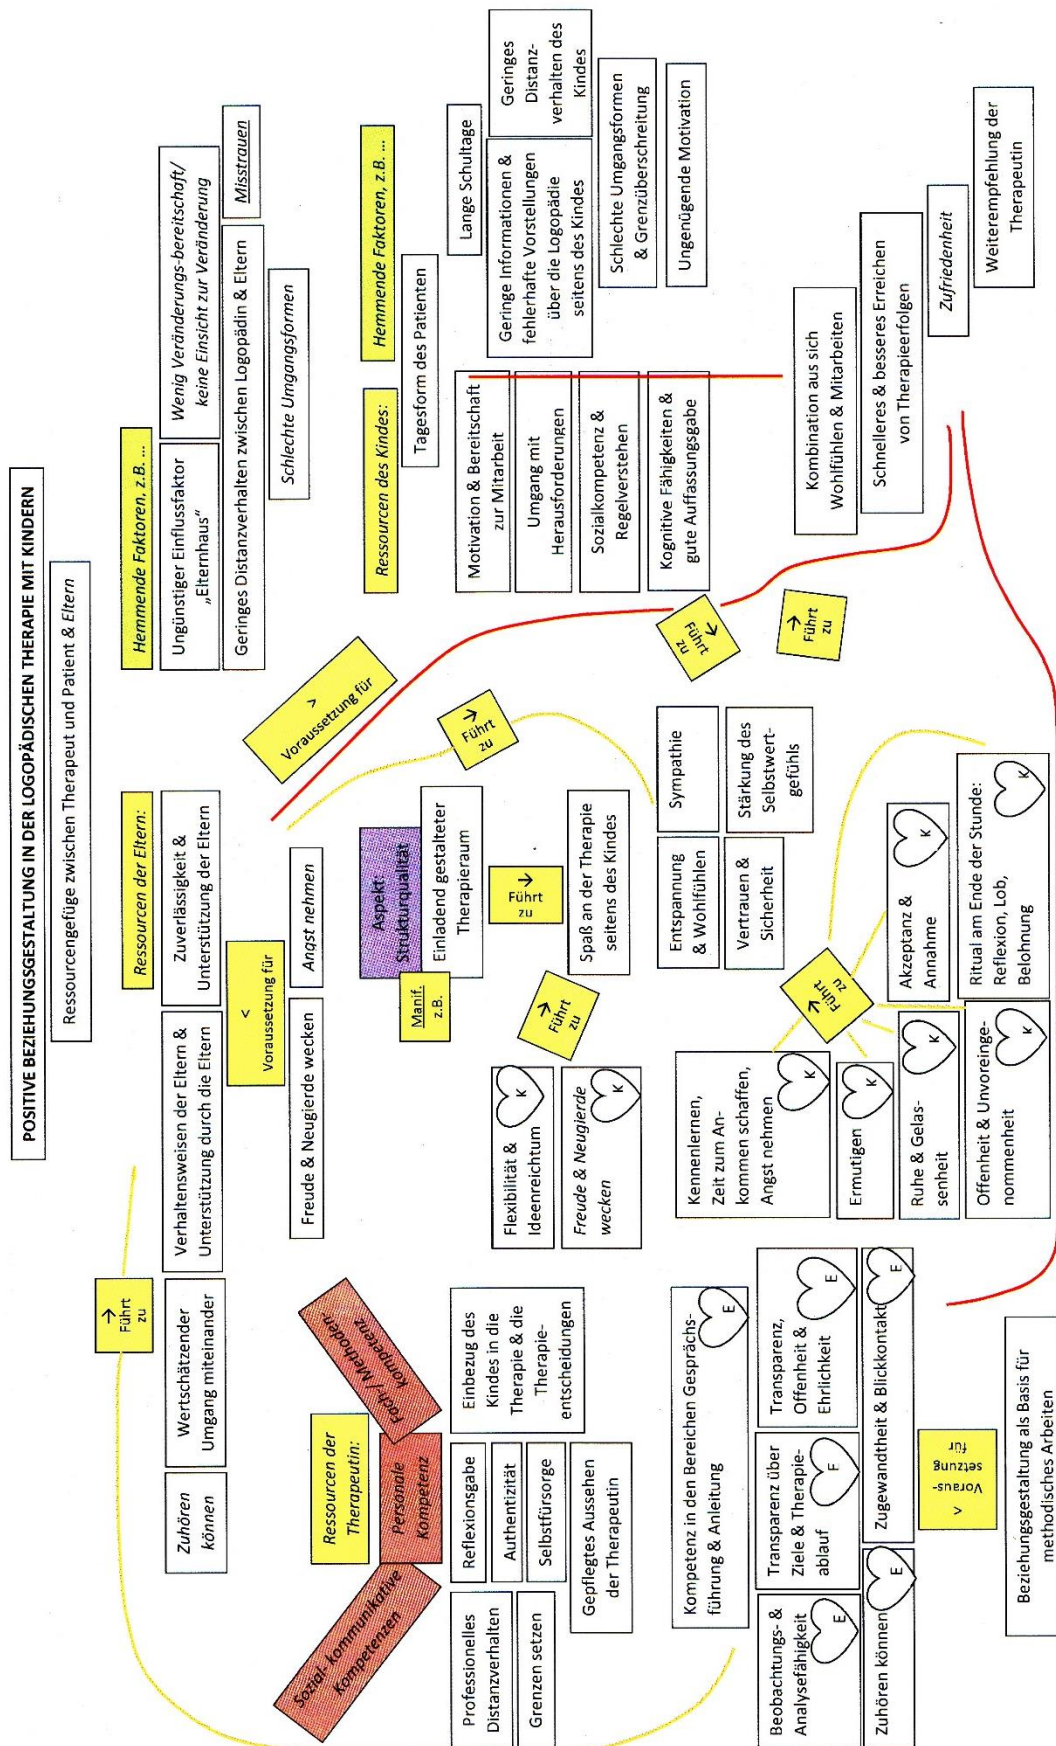 POSITIVE BEZIEHUNGSGESTALTUNG IN DER LOGOPÄDISCHEN THERAPIE MIT KINDERN
Ressourcengefüge zwischen Therapeut und Patient & Eltern
→
Führt
zu
Zuhören
können
Wertschätzender
Umgang miteinander
Verhaltensweisen der Eltern &
Unterstützung durch die Eltern
Ressourcen der Eltern:
Zuverlässigkeit &
Unterstützung der Eltern
<
Voraussetzung für
Freude & Neugierde wecken
Angst nehmen
Hemmende Faktoren, z.B. ...
Ungünstiger Einflussfaktor
„Elternhaus“
Wenig Veränderungs-bereitschaft/
keine Einsicht zur Veränderung
Geringes Distanzverhalten zwischen Logopädin & Eltern
Misstrauen
Schlechte Umgangsformen
>
Voraussetzung für
Ressourcen der
Therapeutin:
Sozial- kommunikative
Kompetenzen
Personale
Kompetenz
Fach-/ Methoden-
kompetenz
Professionelles
Distanzverhalten
Grenzen setzen
Reflexionsgabe
Authentizität
Selbstfürsorge
Gepflegtes Aussehen
der Therapeutin
Einbezug des
Kindes in die
Therapie & die
Therapie-
entscheidungen
Aspekt:
Strukturqualität
Manif.
z.B.
Einladend gestalteter
Therapieraum
→
Führt
zu
→
Führt
zu
Flexibilität &
Ideenreichtum
K
Freude & Neugierde
wecken
K
→
Führt
zu
Spaß an der Therapie
seitens des Kindes
Ressourcen des Kindes:
Hemmende Faktoren, z.B. ...
Tagesform des Patienten
Motivation & Bereitschaft
zur Mitarbeit
Umgang mit
Herausforderungen
Sozialkompetenz &
Regelverstehen
Kognitive Fähigkeiten &
gute Auffassungsgabe
Lange Schultage
Geringe Informationen &
fehlerhafte Vorstellungen
über die Logopädie
seitens des Kindes
Geringes
Distanz-
verhalten des
Kindes
Schlechte Umgangsformen
& Grenzüberschreitung
Ungenügende Motivation
Kompetenz in den Bereichen Gesprächs-
führung & Anleitung
E
Beobachtungs- &
Analysefähigkeit
E
Transparenz über
Ziele & Therapie-
ablauf
F
Transparenz,
Offenheit &
Ehrlichkeit
E
Zuhören können
E
Zugewandtheit & Blickkontakt
E
<
Voraus-
setzung
für
Beziehungsgestaltung als Basis für
methodisches Arbeiten
Kennenlernen,
Zeit zum An-
kommen schaffen,
Angst nehmen
K
Ermutigen
K
Ruhe & Gelas-
senheit
K
Offenheit & Unvoreinge-
nommenheit
K
→
Führt
zu
Akzeptanz &
Annahme
K
Ritual am Ende der Stunde:
Reflexion, Lob,
Belohnung
K
Entspannung
& Wohlfühlen
Sympathie
Vertrauen &
Sicherheit
Stärkung des
Selbstwert-
gefühls
←
Führt
zu
→
Führt
zu
Kombination aus sich
Wohlfühlen & Mitarbeiten
Schnelleres & besseres Erreichen
von Therapieerfolgen
Zufriedenheit
Weiterempfehlung der
Therapeutin